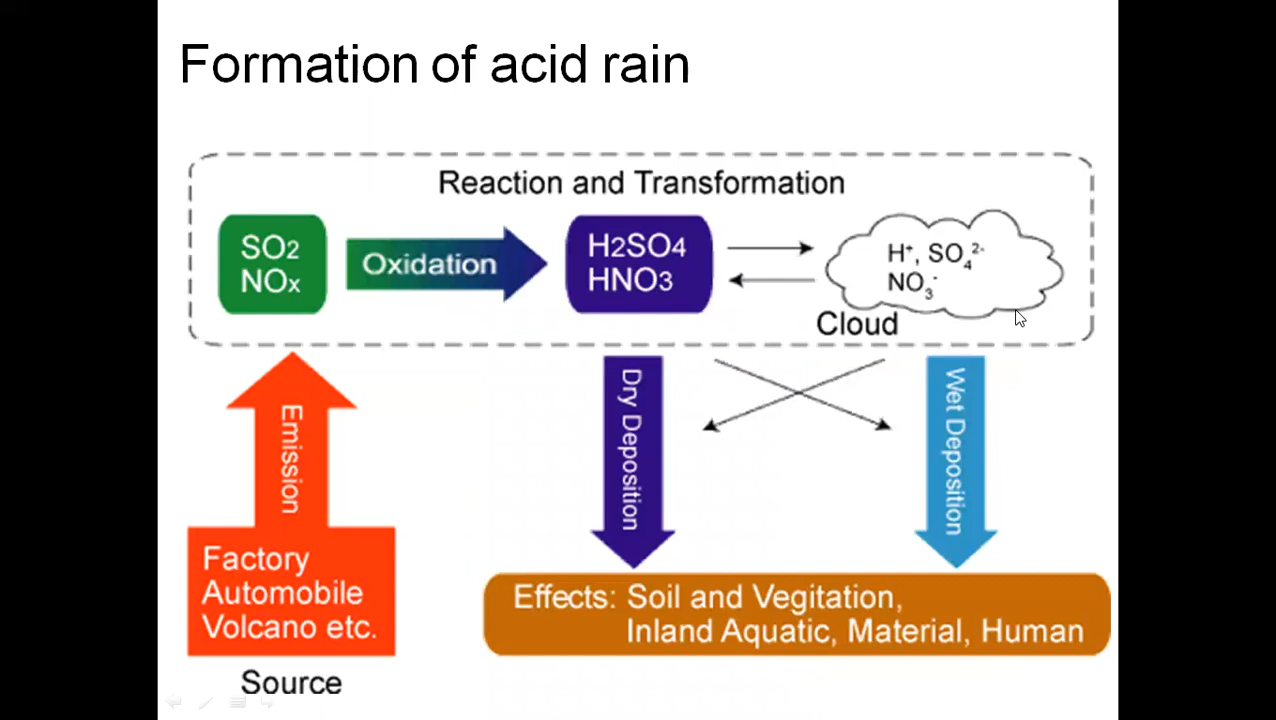 Formation of acid rain
Reaction and Transformation
SO2
NOx
Oxidation
H2SO4
HNO3
H⁺, SO₄²⁻
NO₃⁻
Cloud
Emission
Dry Deposition
Wet Deposition
Factory
Automobile
Volcano etc.
Source
Effects: Soil and Vegitation,
Inland Aquatic, Material, Human